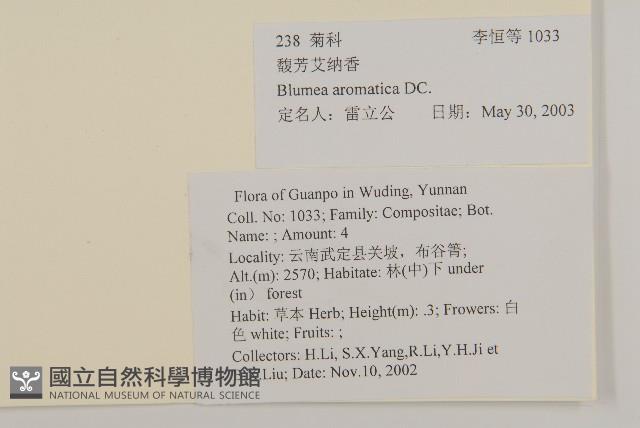 238 菊科 李恒等 1033
馥芳艾纳香
Blumea aromatica DC.
定名人：雷立公 日期：May 30, 2003
Flora of Guanpo in Wuding, Yunnan
Coll. No: 1033; Family: Compositae; Bot.
Name: ; Amount: 4
Locality: 云南武定县关坡，布谷箐;
Alt.(m): 2570; Habitate: 林(中)下 under
(in） forest
Habit: 草本 Herb; Height(m): .3; Frowers: 白
色 white; Fruits: ;
Collectors: H.Li, S.X.Yang,R.Li,Y.H.Ji et
Liu; Date: Nov.10, 2002
國立自然科學博物館
NATIONAL MUSEUM OF NATURAL SCIENCE